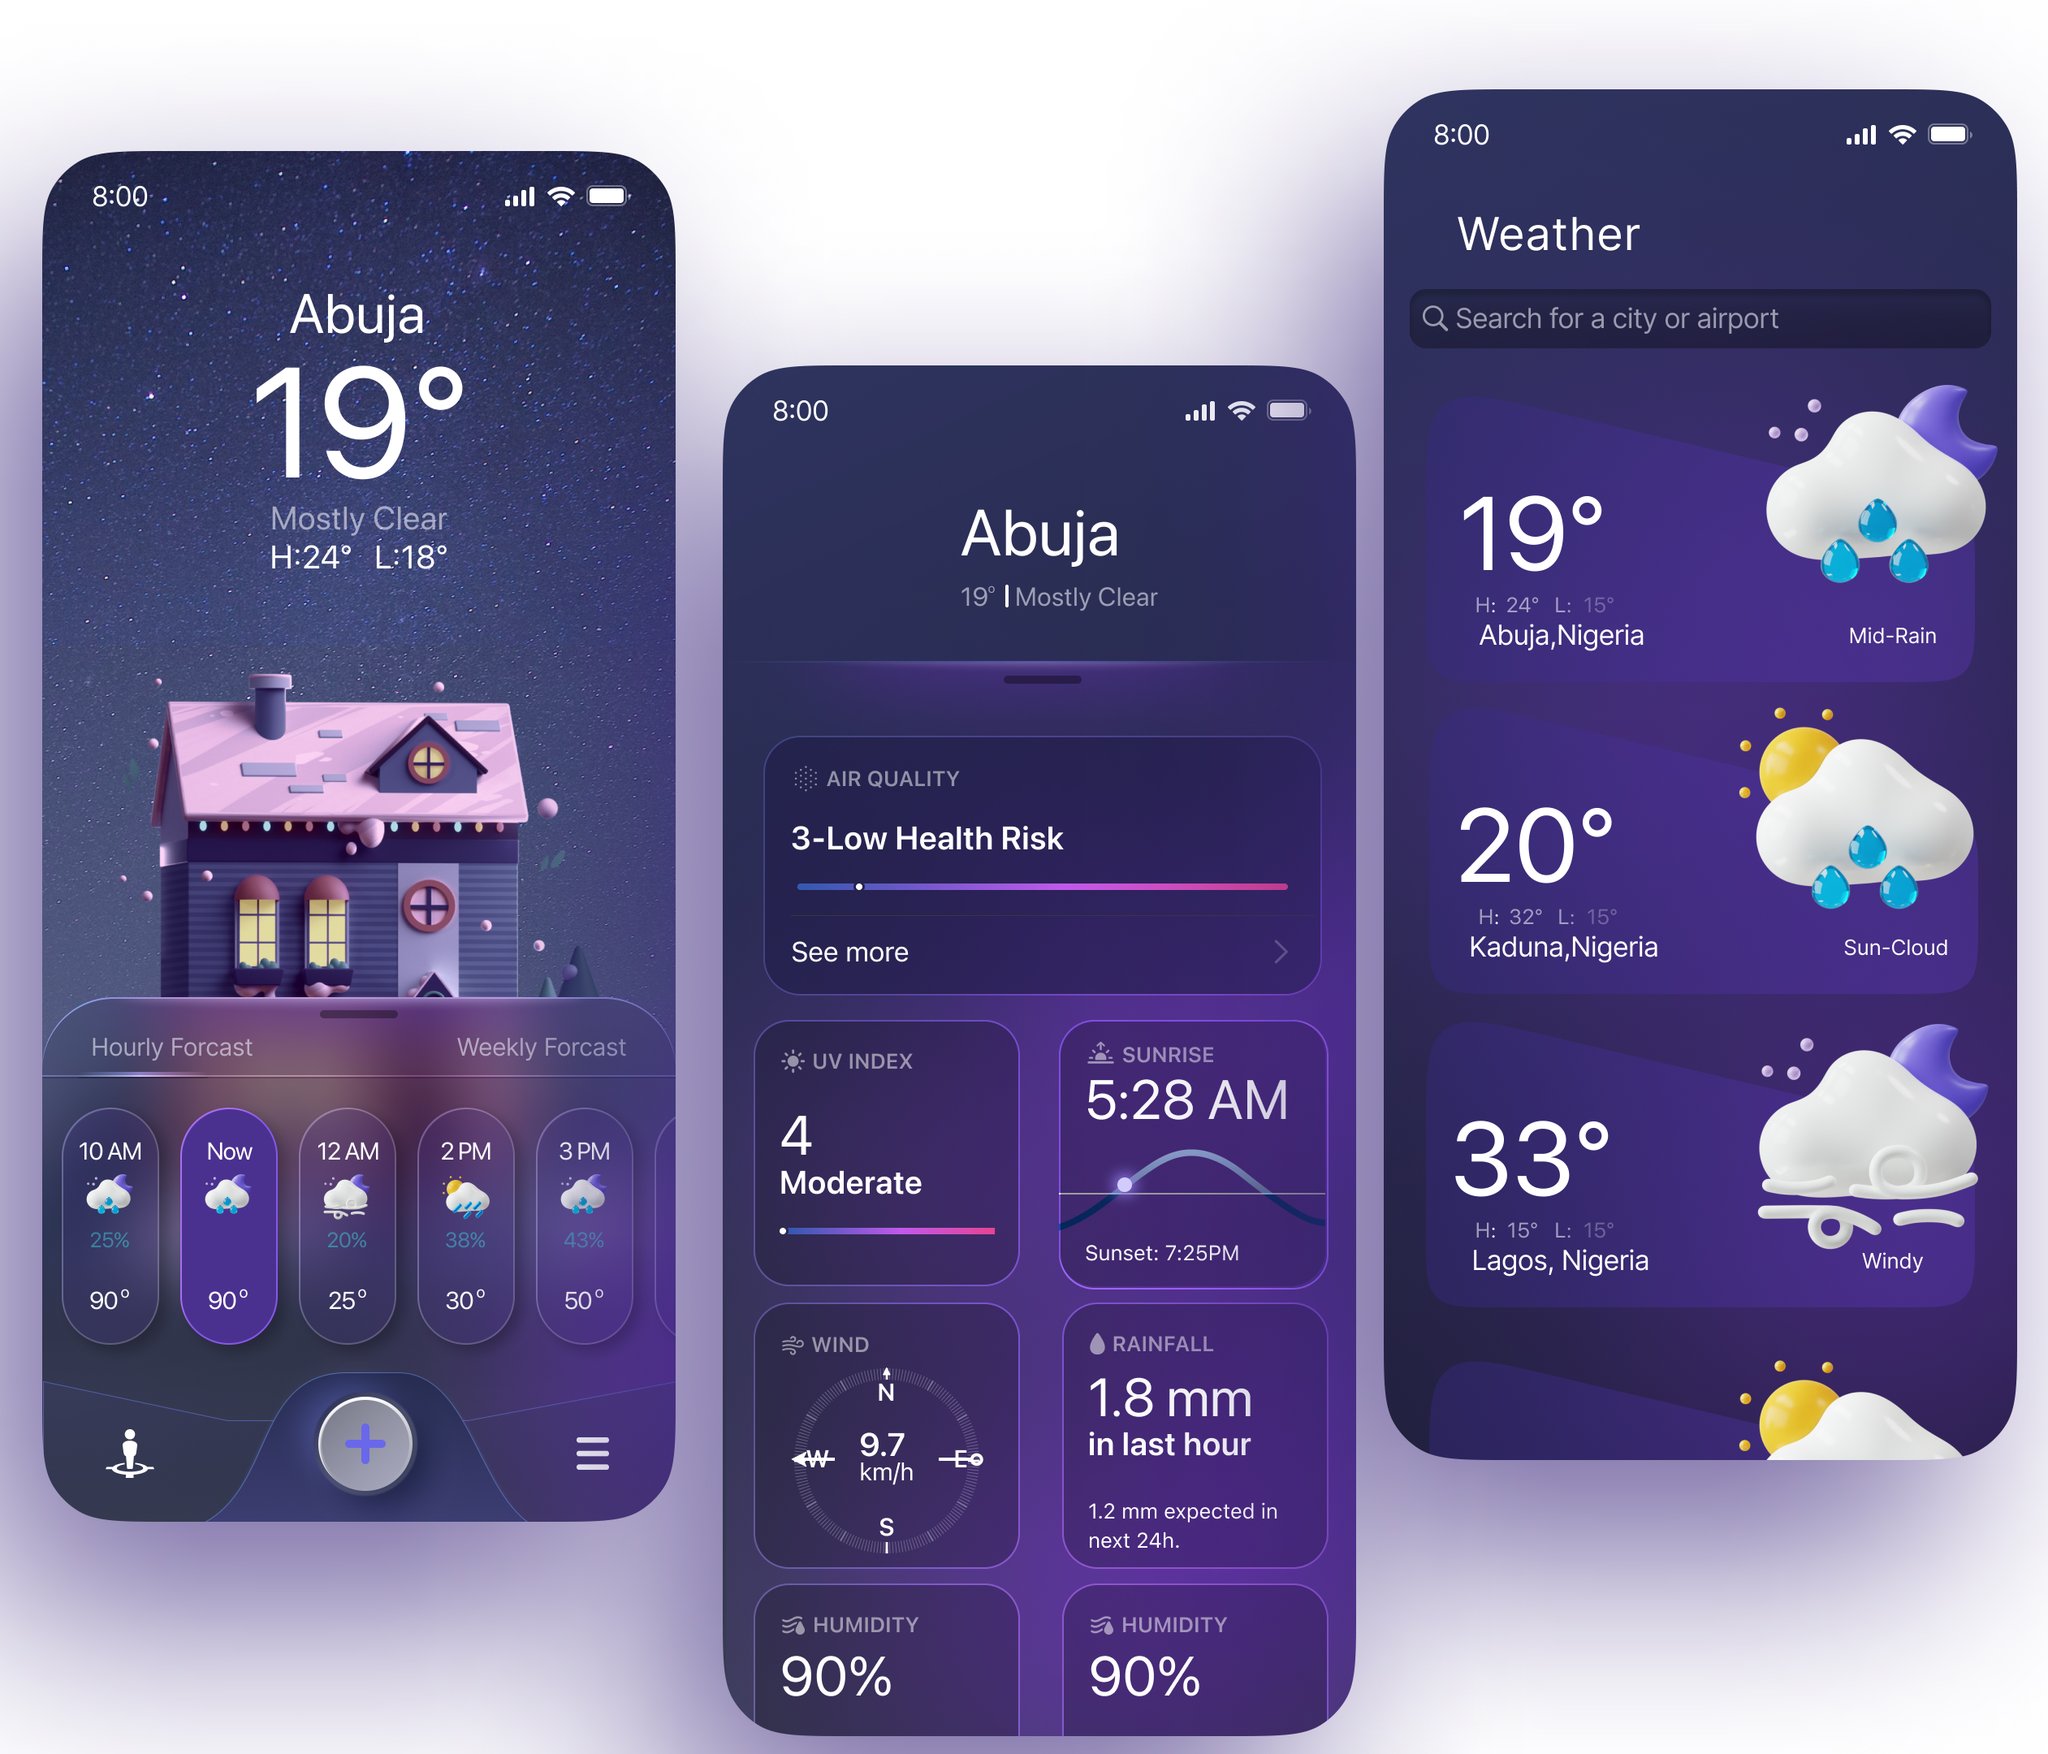 8:00
Abuja
19°
Mostly Clear
H:24° L:18°
Hourly Forcast
Weekly Forcast
10 AM
25%
90°
Now
90°
12 AM
20%
25°
2 PM
38%
30°
3 PM
43%
50°
8:00
Abuja
19° | Mostly Clear
AIR QUALITY
3-Low Health Risk
See more
UV INDEX
4
Moderate
SUNRISE
5:28 AM
Sunset: 7:25PM
WIND
N
W
9.7
km/h
E
S
RAINFALL
1.8 mm
in last hour
1.2 mm expected in
next 24h.
HUMIDITY
90%
HUMIDITY
90%
8:00
Weather
Search for a city or airport
19°
H: 24° L: 15°
Abuja,Nigeria
Mid-Rain
20°
H: 32° L: 15°
Kaduna,Nigeria
Sun-Cloud
33°
H: 15° L: 15°
Lagos, Nigeria
Windy